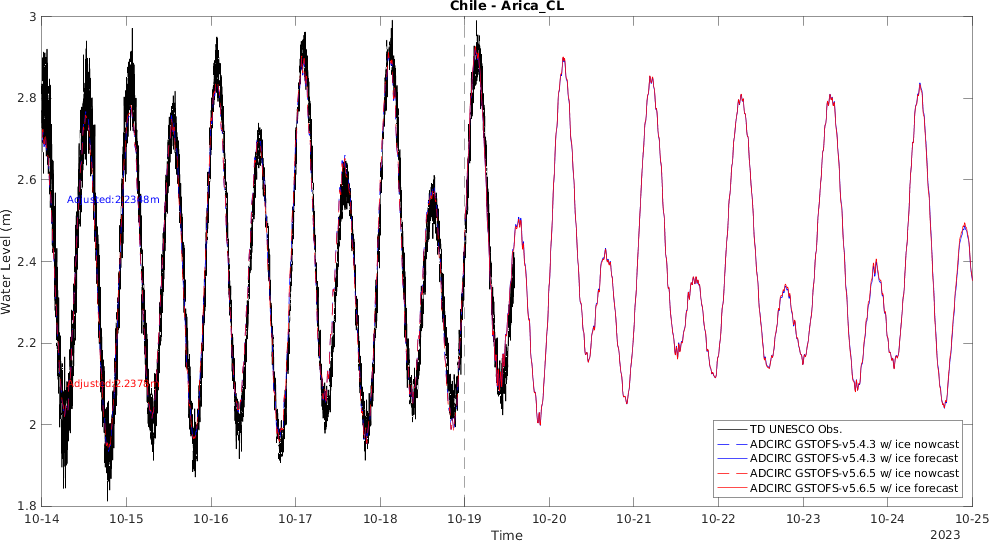 Chile - Arica_CL
3
2.8
2.6
2.4
2.2
2
1.8
Water Level (m)
Adjusted:2.2368m
TD UNESCO Obs.
ADCIRC GSTOFS-v5.4.3 w/ ice nowcast
ADCIRC GSTOFS-v5.4.3 w/ ice forecast
ADCIRC GSTOFS-v5.6.5 w/ ice nowcast
ADCIRC GSTOFS-v5.6.5 w/ ice forecast
10-14
10-15
10-16
10-17
10-18
10-19
10-20
10-21
10-22
10-23
10-24
10-25
Time
2023